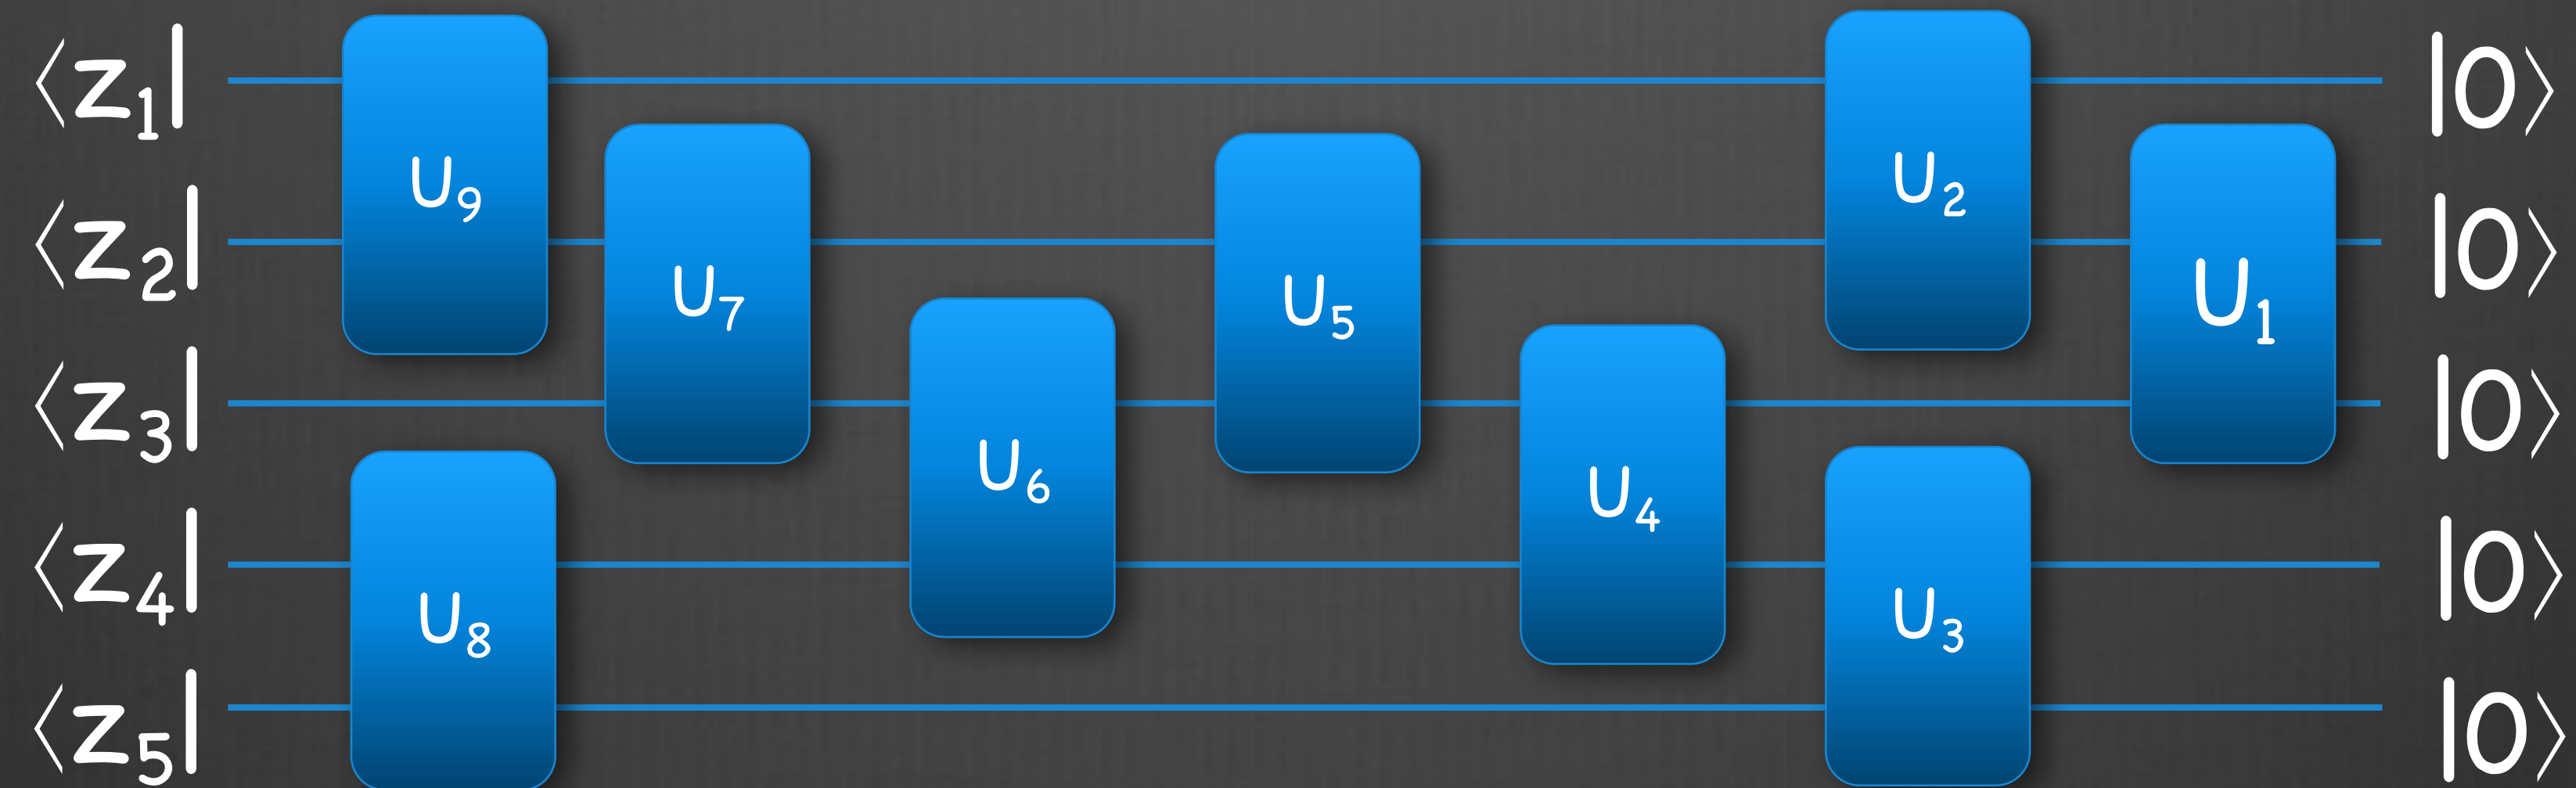 ⟨z₁| |0⟩
U₉ U₂
⟨z₂| |0⟩
U₇ U₅ U₁
⟨z₃| |0⟩
U₆ U₄
⟨z₄| |0⟩
U₈ U₃
⟨z₅| |0⟩